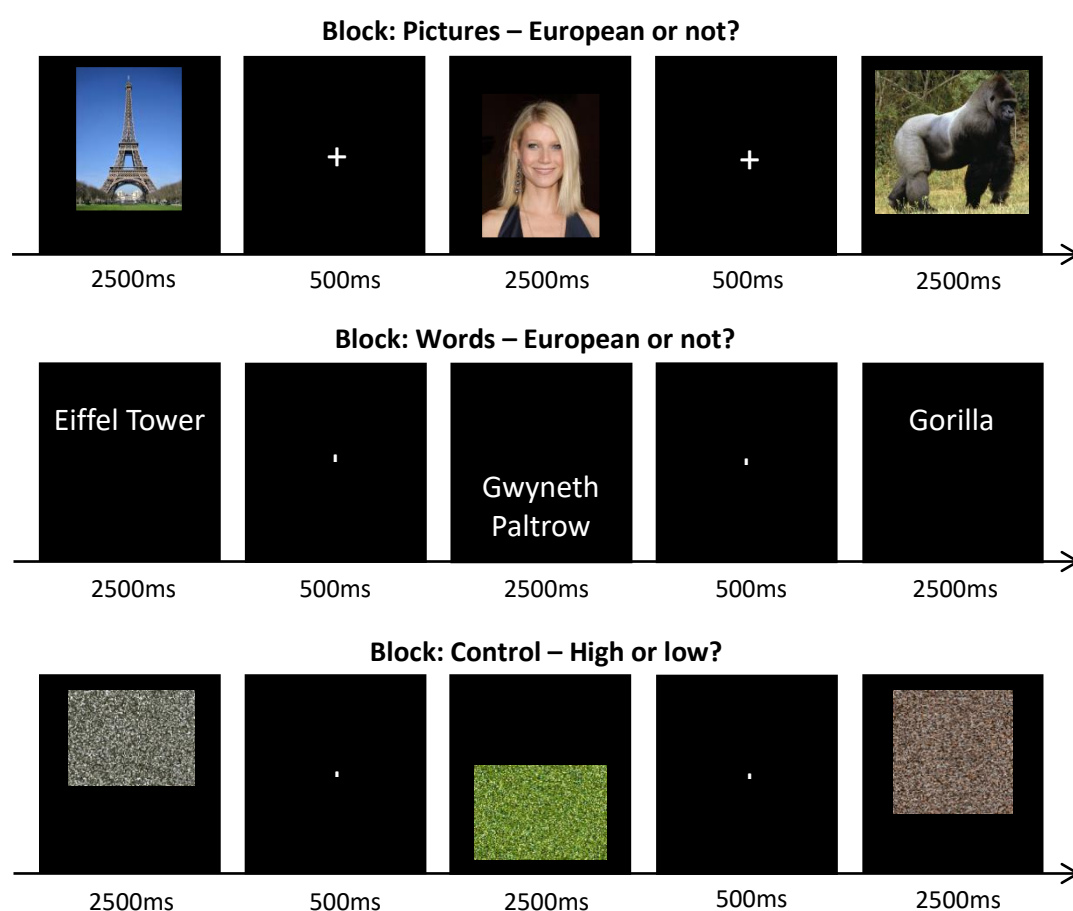 Block: Pictures – European or not?
+
+
2500ms
500ms
2500ms
500ms
2500ms
Block: Words – European or not?
Eiffel Tower
Gwyneth
Paltrow
Gorilla
2500ms
500ms
2500ms
500ms
2500ms
Block: Control – High or low?
2500ms
500ms
2500ms
500ms
2500ms